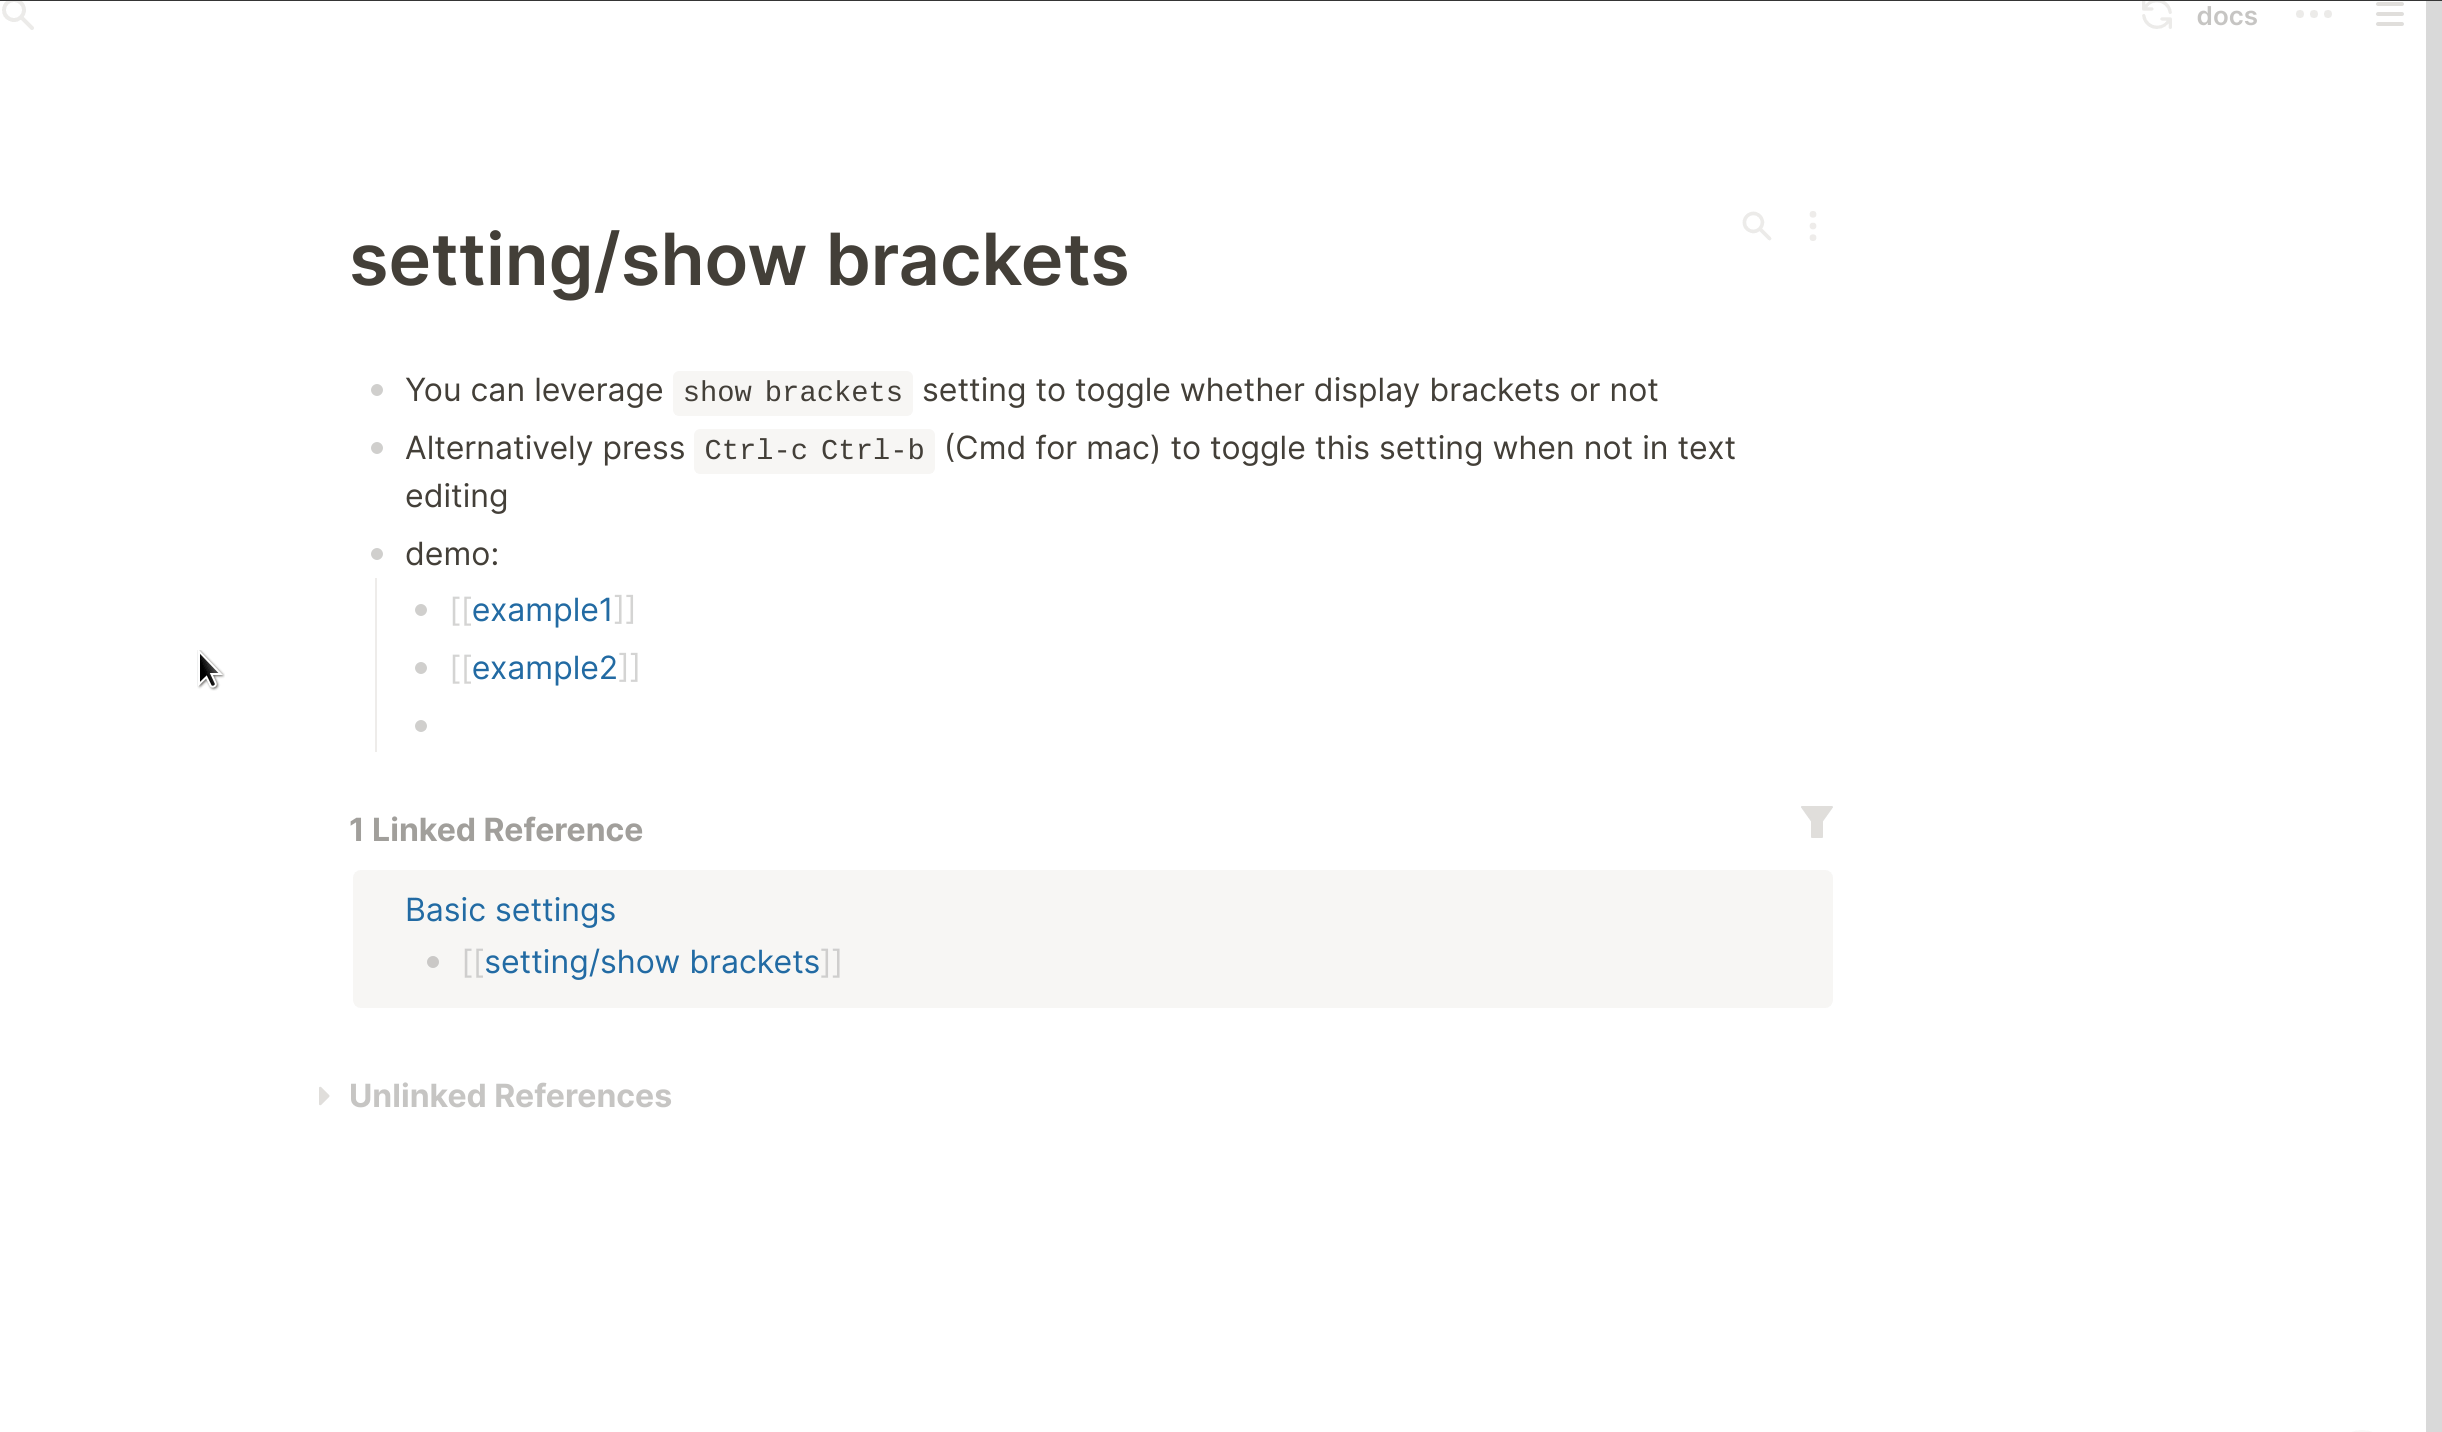 docs
setting/show brackets
You can leverage show brackets setting to toggle whether display brackets or not
Alternatively press Ctrl-c Ctrl-b (Cmd for mac) to toggle this setting when not in text
editing
demo:
[[example1]]
[[example2]]
1 Linked Reference
Basic settings
[[setting/show brackets]]
Unlinked References